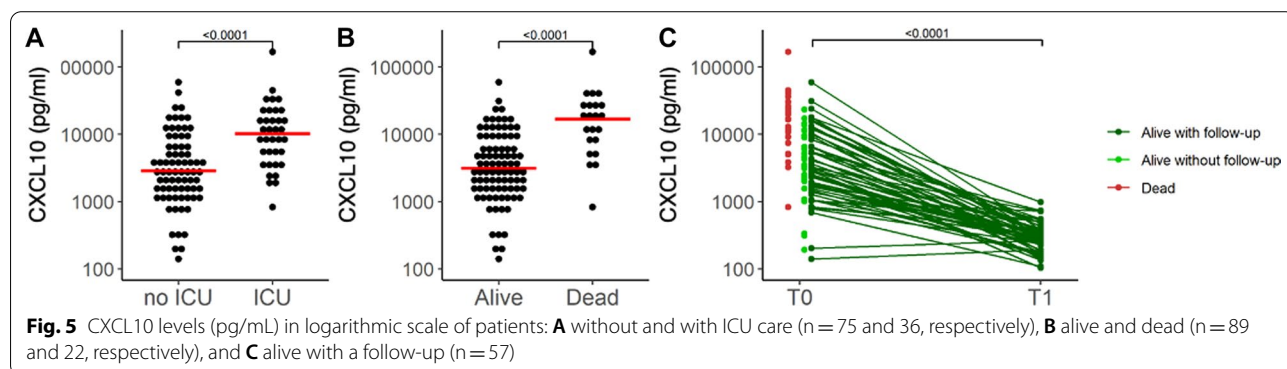 A
<0.0001
CXCL10 (pg/ml)
00000
10000
1000
100
no ICU
ICU
B
<0.0001
CXCL10 (pg/ml)
100000
10000
1000
100
Alive
Dead
C
<0.0001
CXCL10 (pg/ml)
100000
10000
1000
100
T0
T1
Alive with follow-up
Alive without follow-up
Dead
Fig. 5 CXCL10 levels (pg/mL) in logarithmic scale of patients: A without and with ICU care (n = 75 and 36, respectively), B alive and dead (n = 89
and 22, respectively), and C alive with a follow-up (n = 57)